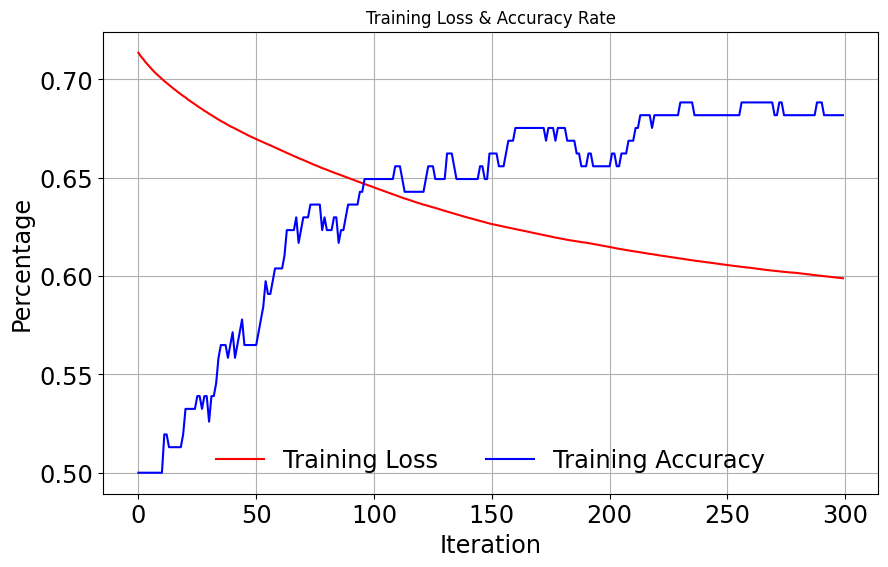 Training Loss & Accuracy Rate
Percentage
0.70
0.65
0.60
0.55
0.50
Training Loss
Training Accuracy
0
50
100
150
200
250
300
Iteration